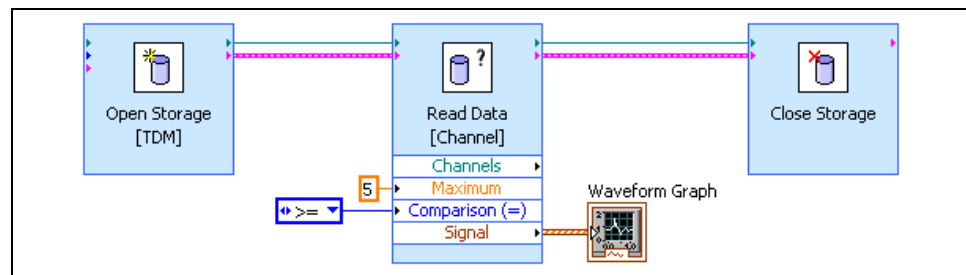 Open Storage
[TDM]
?
Read Data
[Channel]
Close Storage
Channels
5
Maximum
>=
Comparison (=)
Signal
Waveform Graph